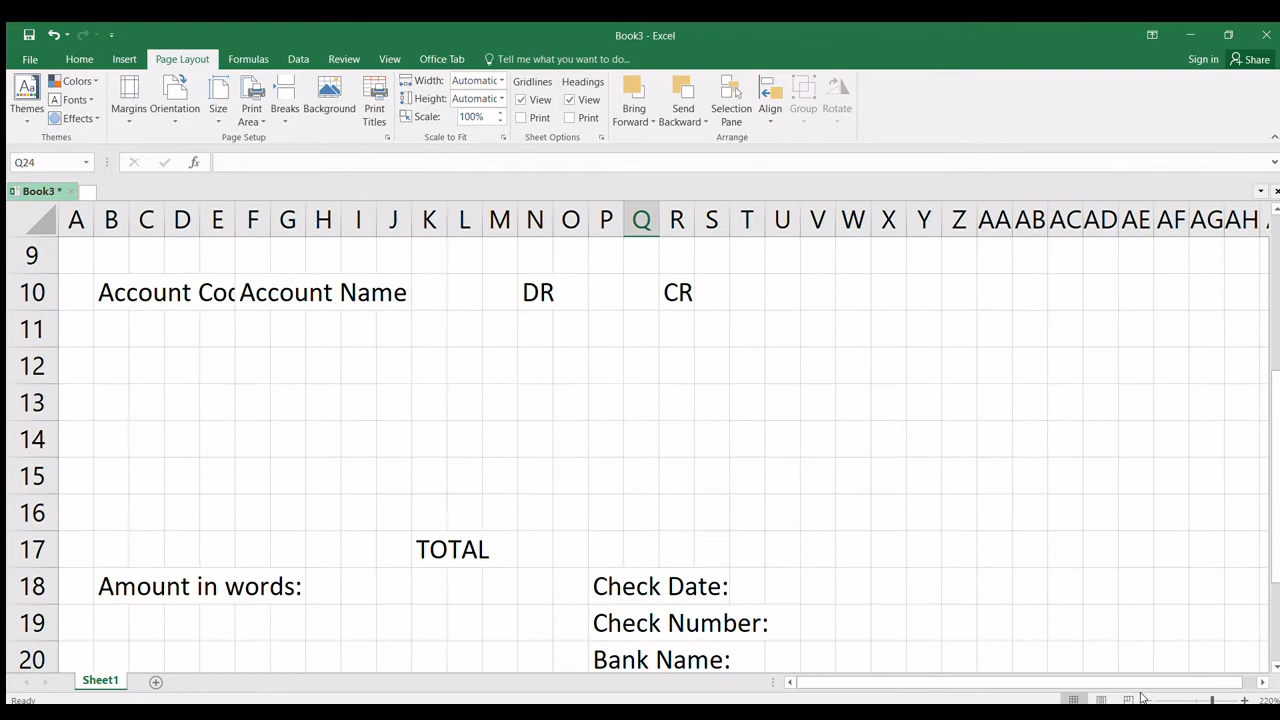 Book3 - Excel
File Home Insert Page Layout Formulas Data Review View Office Tab Tell me what you want to do... Sign in Share
Themes Colors Fonts Effects Margins Orientation Size Print Area Breaks Background Print Titles Width: Automatic Height: Automatic Scale: 100% Gridlines View Print Headings View Print Bring Forward Send Backward Selection Pane Align Group Rotate
Themes Page Setup Scale to Fit Sheet Options Arrange
Q24 fx
Book3 *
A B C D E F G H I J K L M N O P Q R S T U V W X Y Z AA AB AC AD AE AF AG AH
9
10 Account Coc Account Name DR CR
11
12
13
14
15
16
17 TOTAL
18 Amount in words: Check Date:
19 Check Number:
20 Bank Name:
Sheet1
Ready 220%